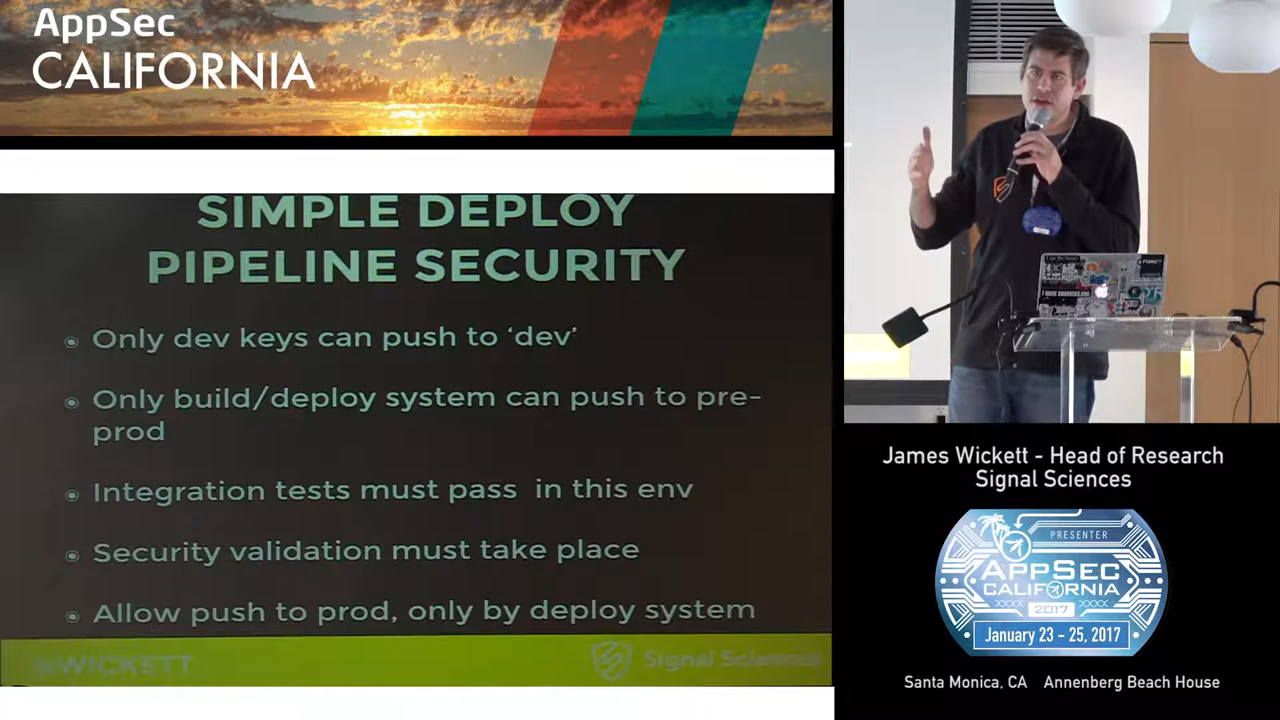 AppSec
CALIFORNIA
SIMPLE DEPLOY
PIPELINE SECURITY
Only dev keys can push to ‘dev’
Only build/deploy system can push to pre-
prod
Integration tests must pass in this env
Security validation must take place
Allow push to prod, only by deploy system
@WICKETT
Signal Sciences
James Wickett - Head of Research
Signal Sciences
PRESENTER
APPSEC
CALIFORNIA
XXXX 2017 XXXX
January 23 - 25, 2017
Santa Monica, CA Annenberg Beach House